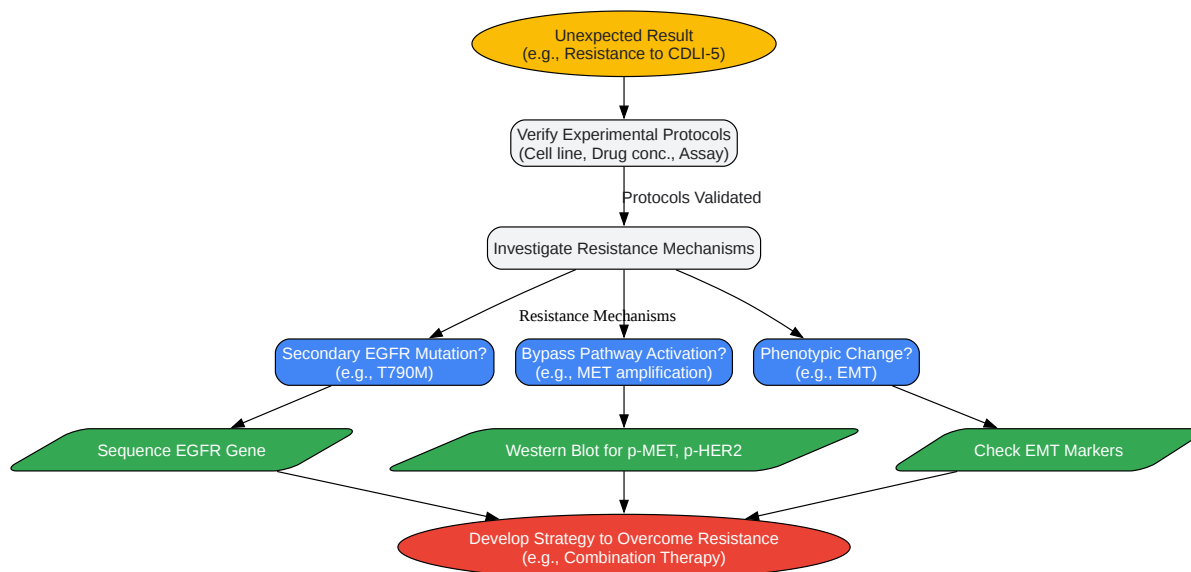 Unexpected Result
(e.g., Resistance to CDLI-5)
Verify Experimental Protocols
(Cell line, Drug conc., Assay)
Protocols Validated
Investigate Resistance Mechanisms
Resistance Mechanisms
Secondary EGFR Mutation?
(e.g., T790M)
Bypass Pathway Activation?
(e.g., MET amplification)
Phenotypic Change?
(e.g., EMT)
Sequence EGFR Gene
Western Blot for p-MET, p-HER2
Check EMT Markers
Develop Strategy to Overcome Resistance
(e.g., Combination Therapy)